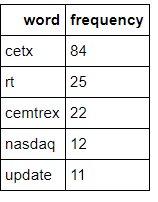 word frequency
cetx 84
rt 25
cemtrex 22
nasdaq 12
update 11